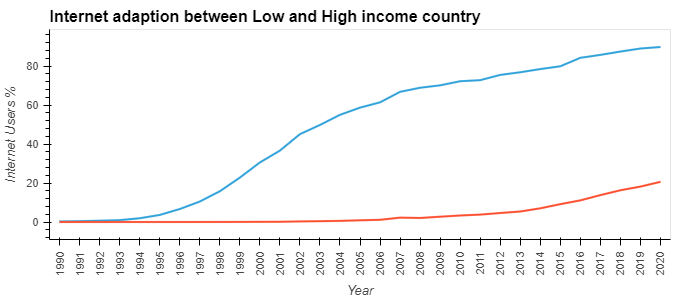 Internet adaption between Low and High income country
Internet Users %
80
60
40
20
0
1990 1991 1992 1993 1994 1995 1996 1997 1998 1999 2000 2001 2002 2003 2004 2005 2006 2007 2008 2009 2010 2011 2012 2013 2014 2015 2016 2017 2018 2019 2020
Year